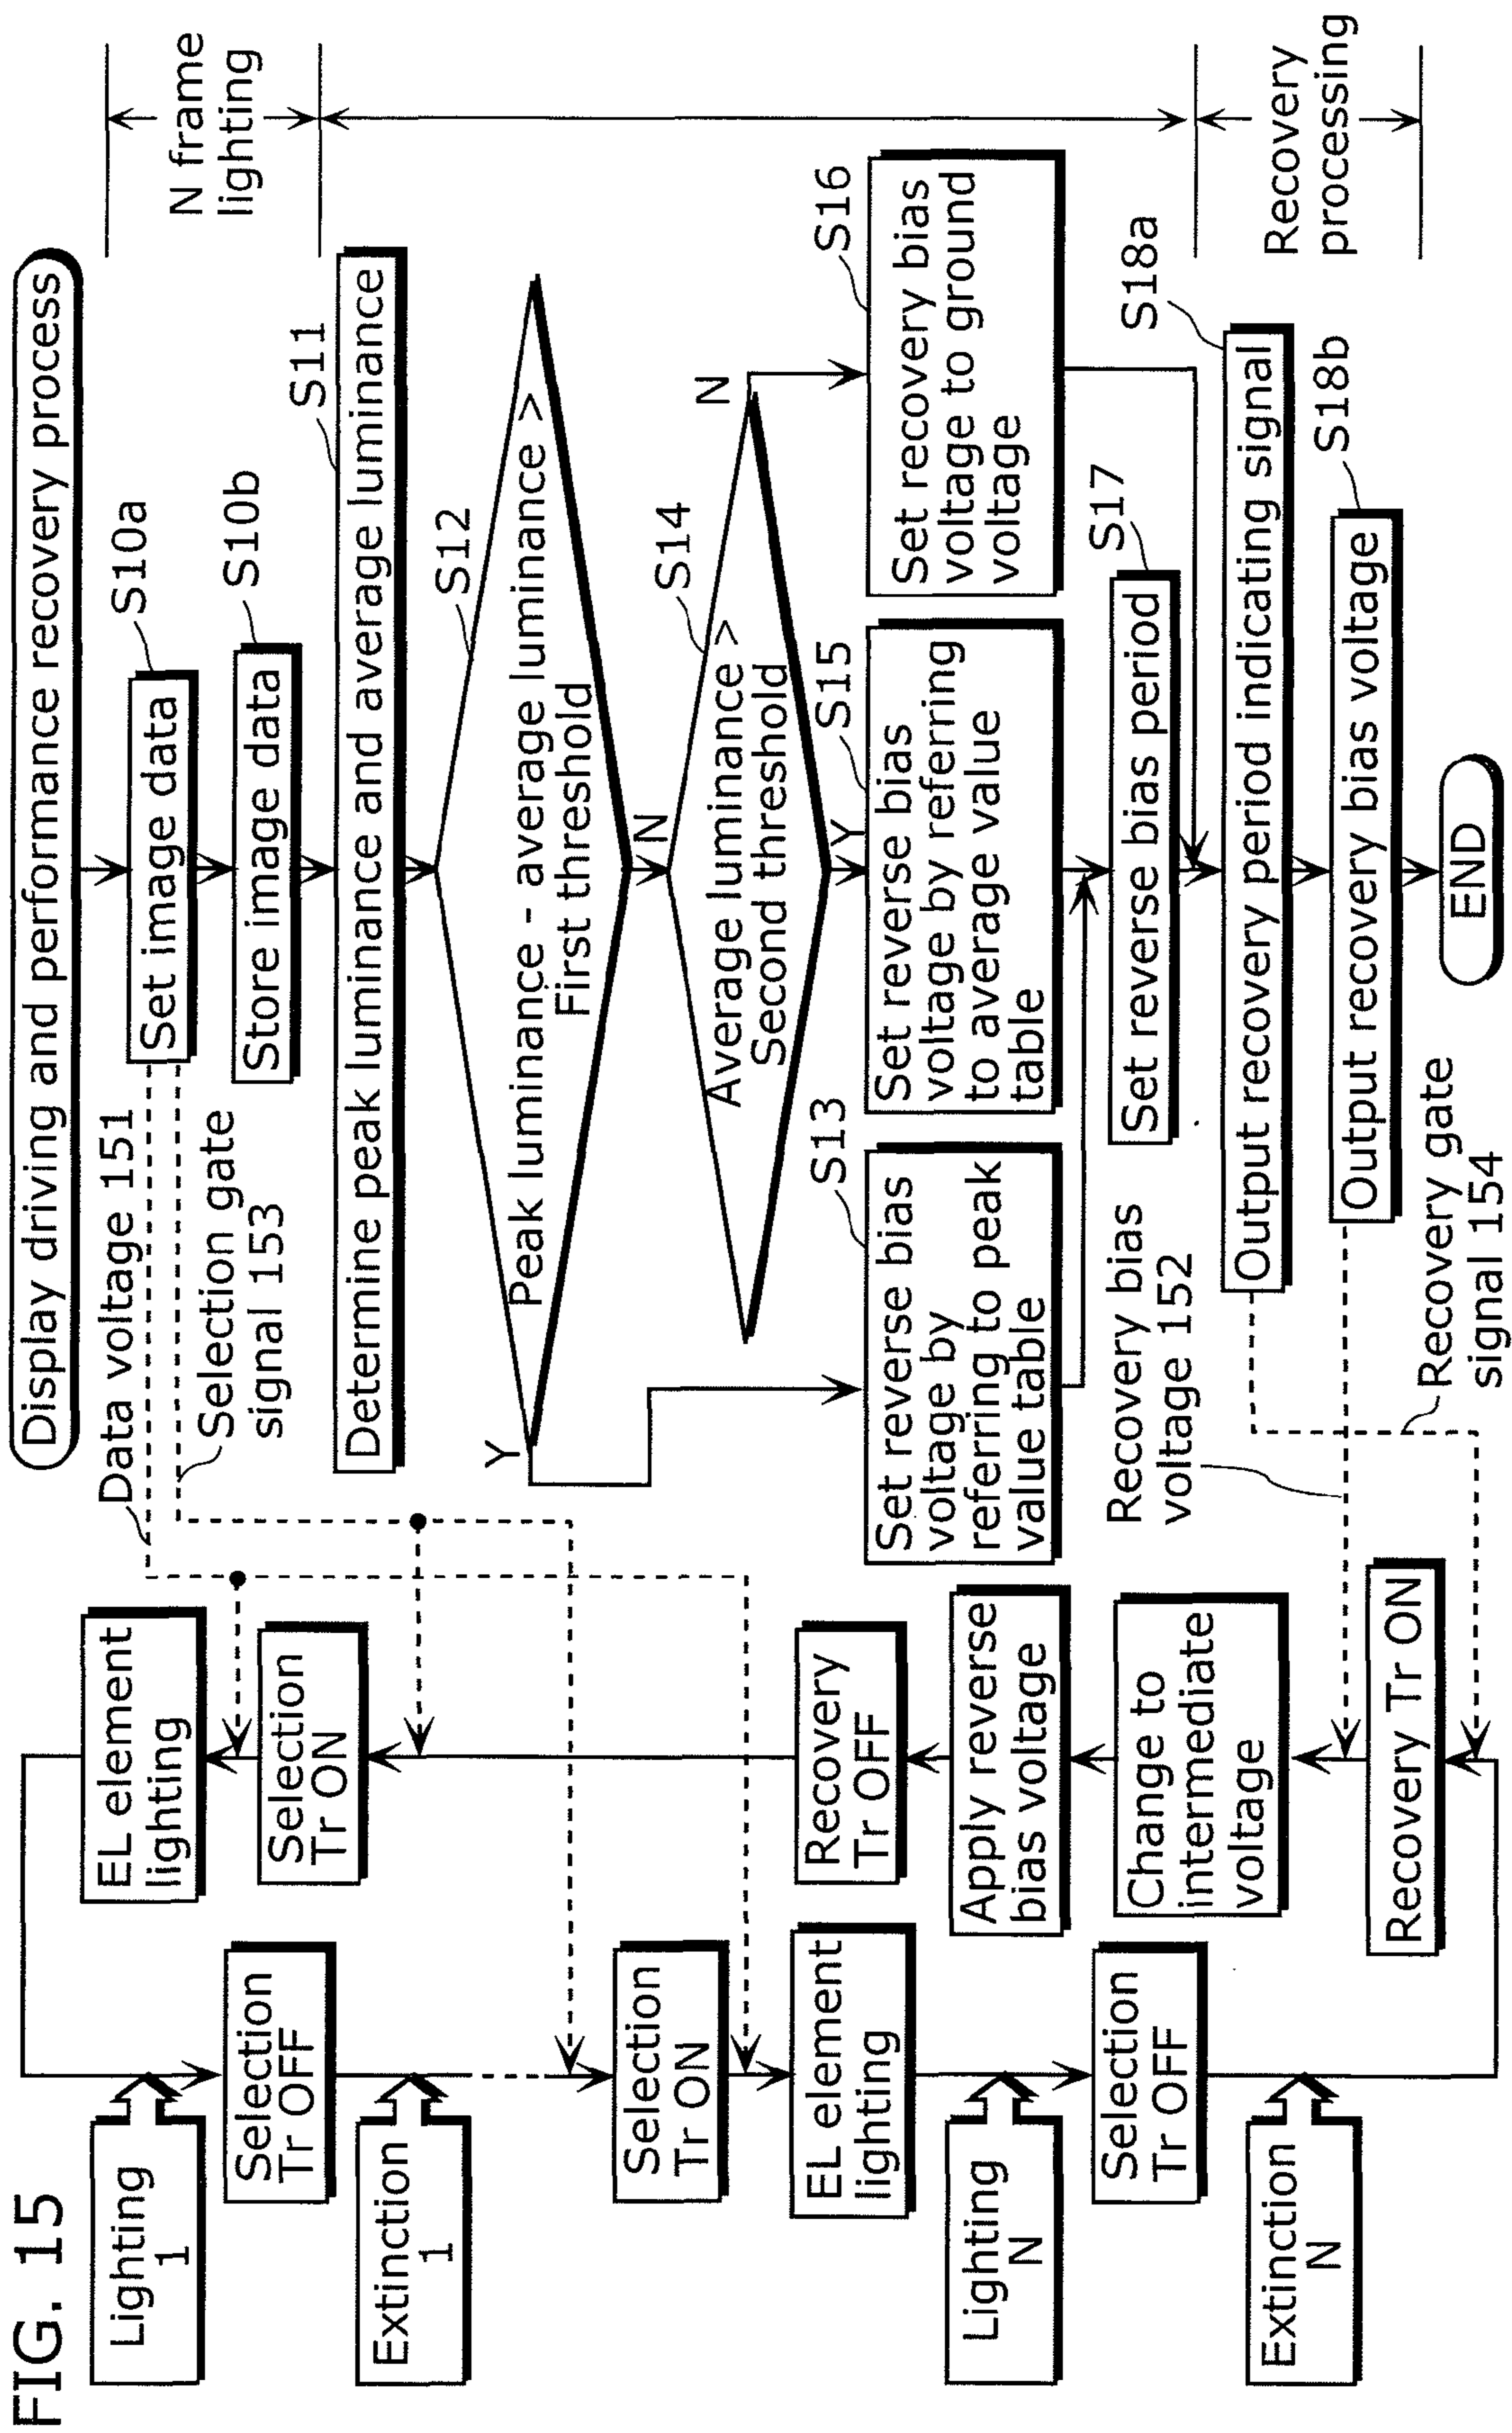 FIG. 15
Lighting
1
Selection
Tr OFF
Extinction
1
Selection
Tr ON
EL element
lighting
Lighting
N
Selection
Tr OFF
Extinction
N
EL element
lighting
Selection
Tr ON
Recovery
Tr OFF
Apply reverse
bias voltage
Change to
intermediate
voltage
Recovery Tr ON
Data voltage 151
Selection gate
signal 153
Recovery bias
voltage 152
Recovery gate
signal 154
Display driving and performance recovery process
S10a
Set image data
S10b
Store image data
S11
Determine peak luminance and average luminance
S12
Peak luminance - average luminance >
First threshold
Y
N
S14
Average luminance >
Second threshold
N
Y
S13
Set reverse bias
voltage by
referring to peak
value table
S15
Set reverse bias
voltage by referring
to average value
table
S16
Set recovery bias
voltage to ground
voltage
S17
Set reverse bias period
S18a
Output recovery period indicating signal
S18b
Output recovery bias voltage
END
N frame
lighting
Recovery
processing